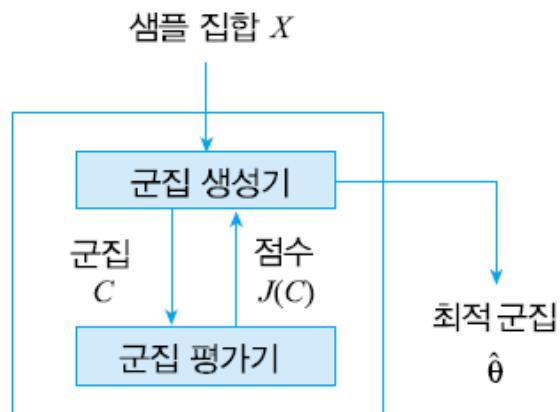 샘플 집합 X
군집 생성기
군집
C
점수
J(C)
군집 평가기
최적 군집
θ̂